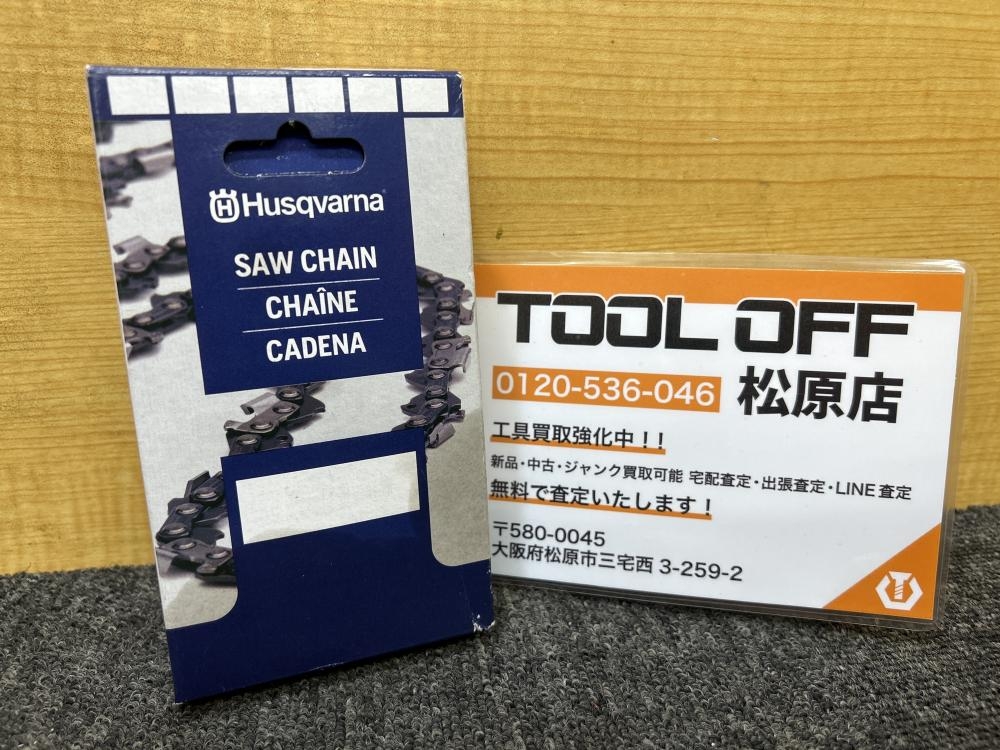 Husqvarna
SAW CHAIN
CHAÎNE
CADENA
TOOL OFF
0120-536-046 松原店
工具買取強化中!!
新品・中古・ジャンク買取可能 宅配査定・出張査定・LINE査定
無料で査定いたします!
〒580-0045
大阪府松原市三宅西 3-259-2